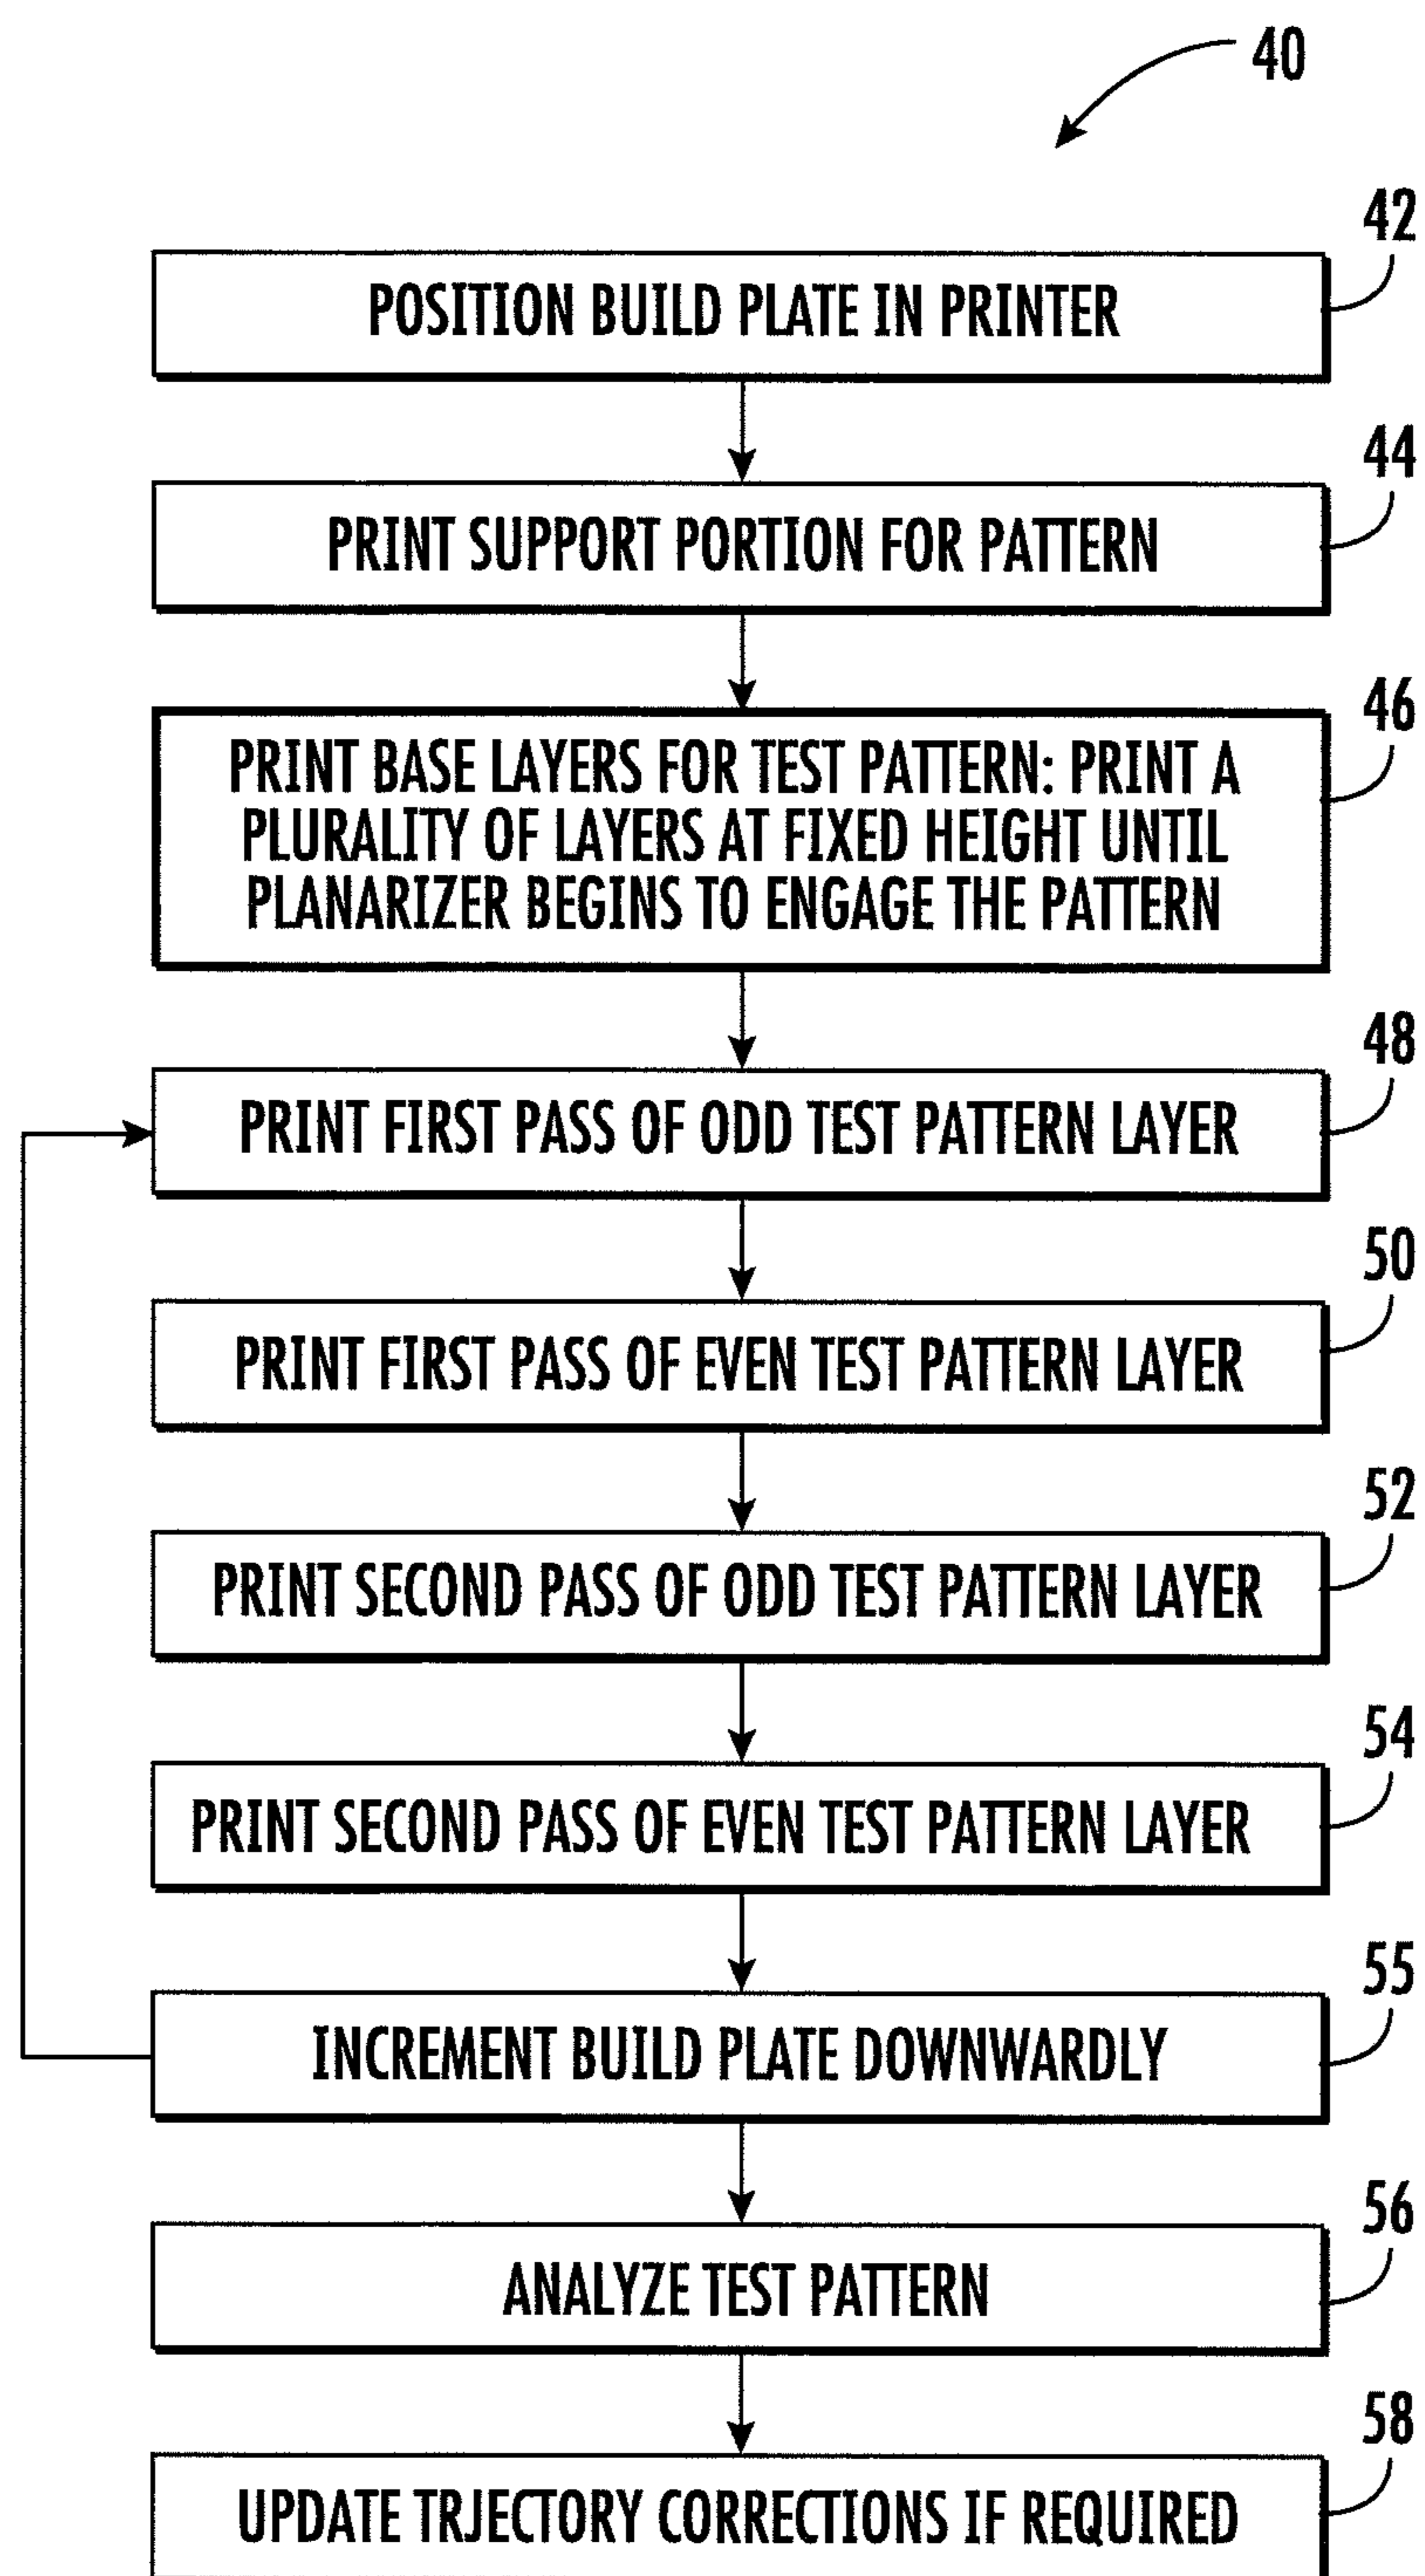 40
42
POSITION BUILD PLATE IN PRINTER
44
PRINT SUPPORT PORTION FOR PATTERN
46
PRINT BASE LAYERS FOR TEST PATTERN: PRINT A
PLURALITY OF LAYERS AT FIXED HEIGHT UNTIL
PLANARIZER BEGINS TO ENGAGE THE PATTERN
48
PRINT FIRST PASS OF ODD TEST PATTERN LAYER
50
PRINT FIRST PASS OF EVEN TEST PATTERN LAYER
52
PRINT SECOND PASS OF ODD TEST PATTERN LAYER
54
PRINT SECOND PASS OF EVEN TEST PATTERN LAYER
55
INCREMENT BUILD PLATE DOWNWARDLY
56
ANALYZE TEST PATTERN
58
UPDATE TRJECTORY CORRECTIONS IF REQUIRED